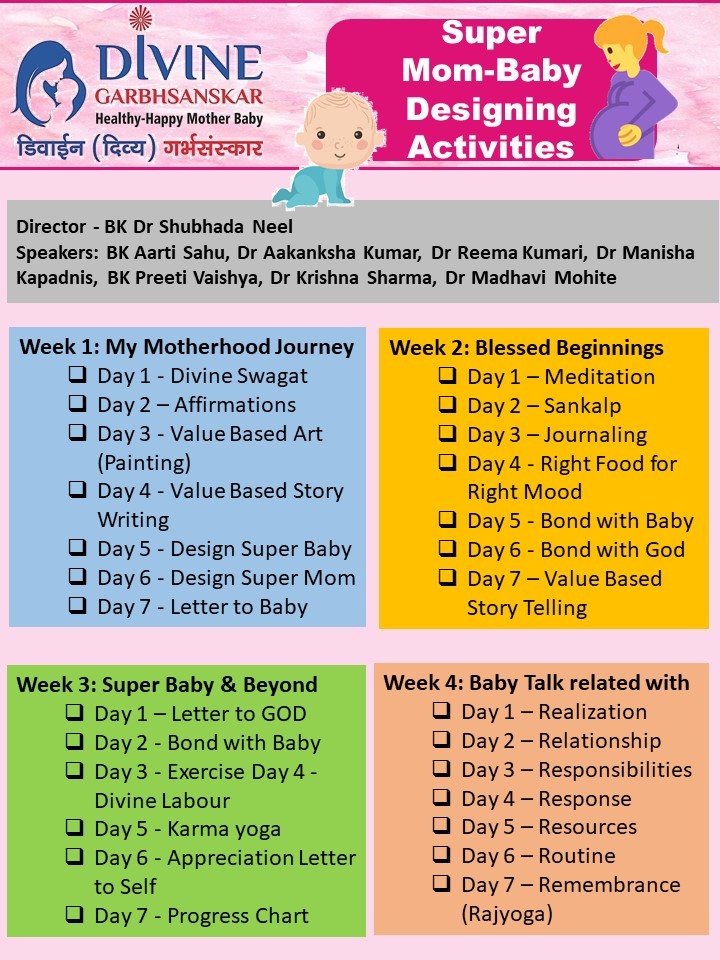 DIVINE
GARBHSANSKAR
Healthy-Happy Mother Baby
डिवाईन (दिव्य) गर्भसंस्कार
Super
Mom-Baby
Designing
Activities
Director - BK Dr Shubhada Neel
Speakers: BK Aarti Sahu, Dr Aakanksha Kumar, Dr Reema Kumari, Dr Manisha
Kapadnis, BK Preeti Vaishya, Dr Krishna Sharma, Dr Madhavi Mohite
Week 1: My Motherhood Journey
❑ Day 1 - Divine Swagat
❑ Day 2 – Affirmations
❑ Day 3 - Value Based Art
(Painting)
❑ Day 4 - Value Based Story
Writing
❑ Day 5 - Design Super Baby
❑ Day 6 - Design Super Mom
❑ Day 7 - Letter to Baby
Week 2: Blessed Beginnings
❑ Day 1 – Meditation
❑ Day 2 – Sankalp
❑ Day 3 – Journaling
❑ Day 4 - Right Food for
Right Mood
❑ Day 5 - Bond with Baby
❑ Day 6 - Bond with God
❑ Day 7 – Value Based
Story Telling
Week 3: Super Baby & Beyond
❑ Day 1 – Letter to GOD
❑ Day 2 - Bond with Baby
❑ Day 3 - Exercise Day 4 -
Divine Labour
❑ Day 5 - Karma yoga
❑ Day 6 - Appreciation Letter
to Self
❑ Day 7 - Progress Chart
Week 4: Baby Talk related with
❑ Day 1 – Realization
❑ Day 2 – Relationship
❑ Day 3 – Responsibilities
❑ Day 4 – Response
❑ Day 5 – Resources
❑ Day 6 – Routine
❑ Day 7 – Remembrance
(Rajyoga)